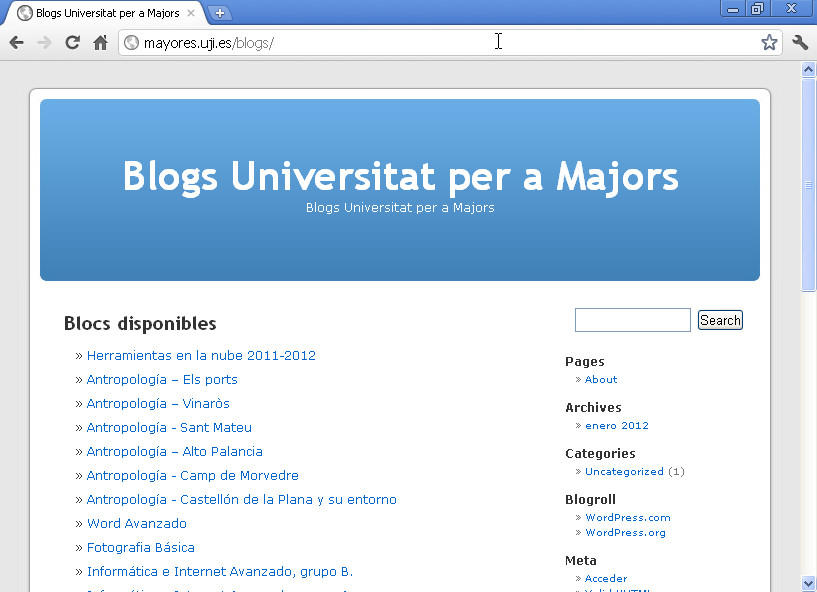 Blogs Universitat per a Majors
mayores.uji.es/blogs/
Blogs Universitat per a Majors
Blogs Universitat per a Majors
Blocs disponibles
» Herramientas en la nube 2011-2012
» Antropología – Els ports
» Antropología – Vinaròs
» Antropología - Sant Mateu
» Antropología – Alto Palancia
» Antropología - Camp de Morvedre
» Antropología - Castellón de la Plana y su entorno
» Word Avanzado
» Fotografia Básica
» Informática e Internet Avanzado, grupo B.
Search
Pages
» About
Archives
» enero 2012
Categories
» Uncategorized (1)
Blogroll
» WordPress.com
» WordPress.org
Meta
» Acceder